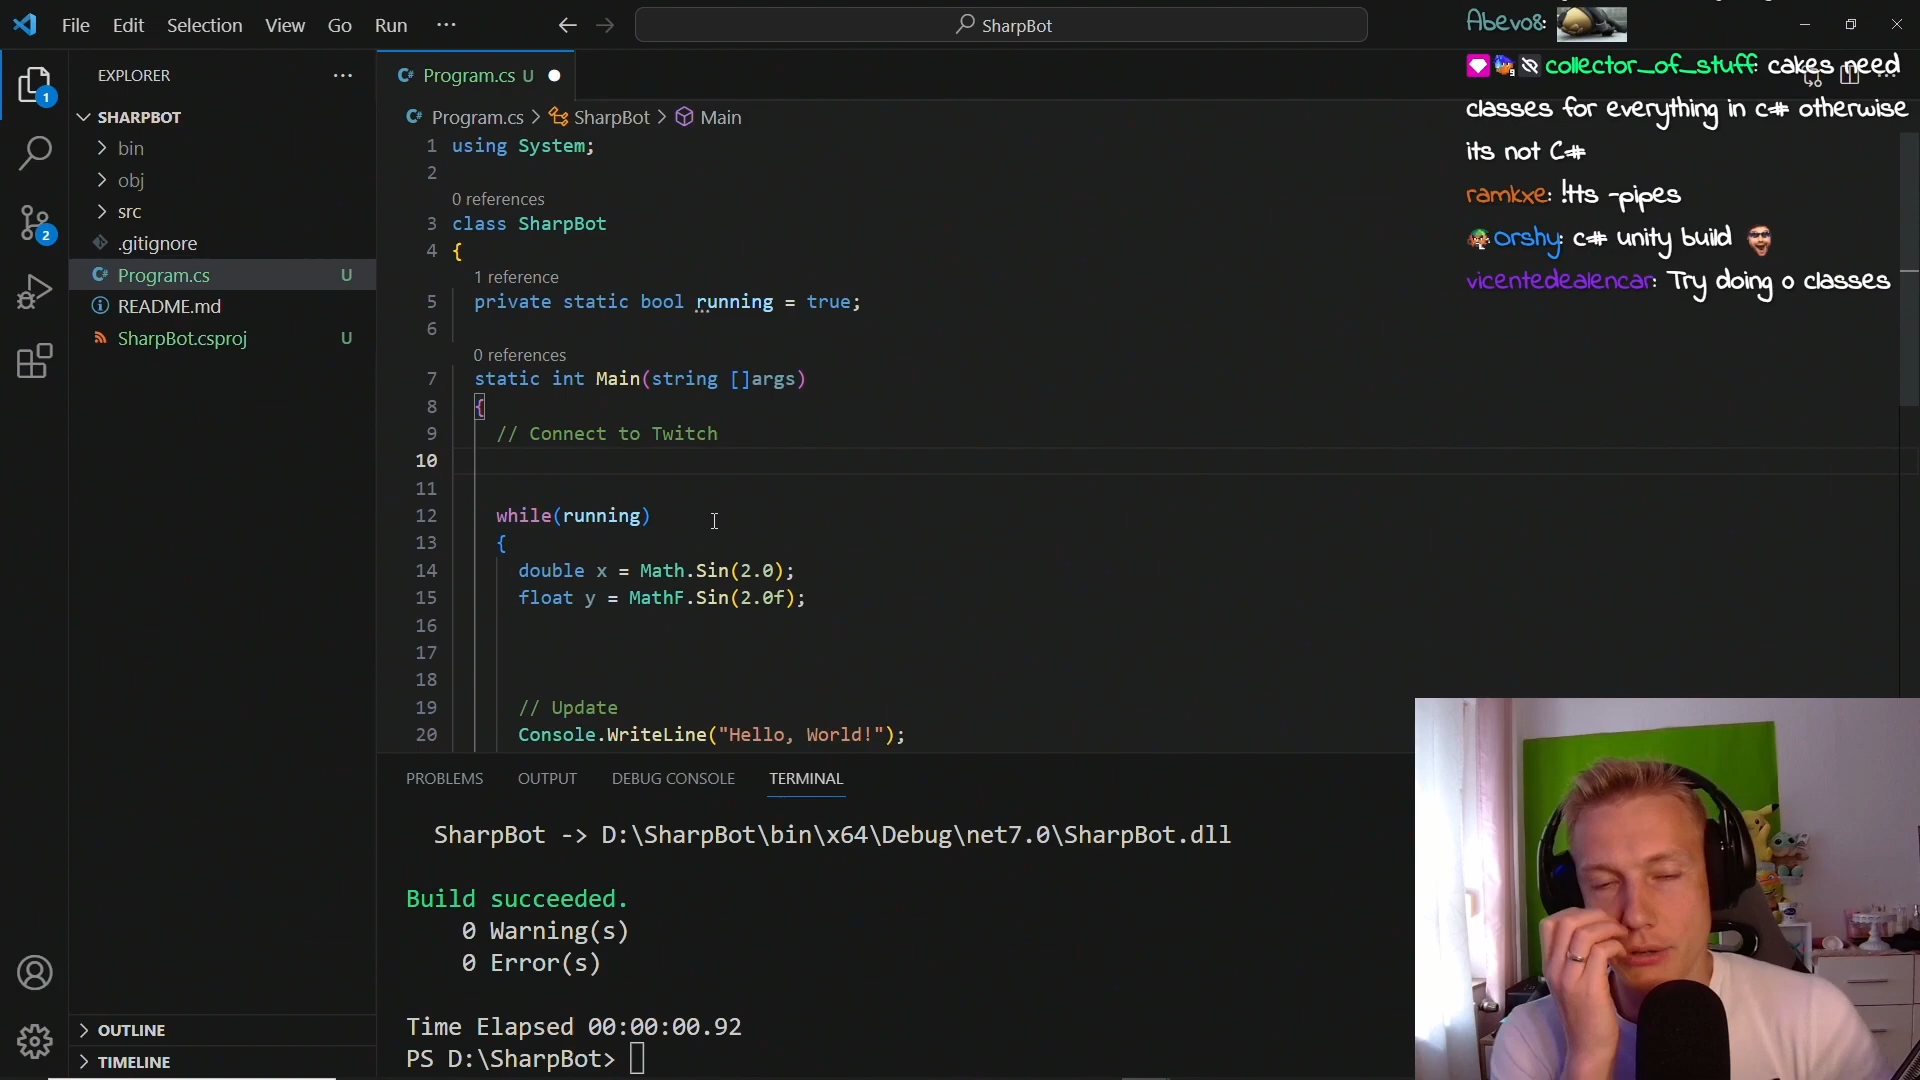 File Edit Selection View Go Run ...
SharpBot
EXPLORER
SHARPBOT
bin
obj
src
.gitignore
Program.cs U
README.md
SharpBot.csproj U
OUTLINE
TIMELINE
1
2
Program.cs U
Program.cs > SharpBot > Main
1 using System;
2
0 references
3 class SharpBot
4 {
1 reference
5 private static bool running = true;
6
0 references
7 static int Main(string []args)
8 {
9 // Connect to Twitch
10
11
12 while(running)
13 {
14 double x = Math.Sin(2.0);
15 float y = MathF.Sin(2.0f);
16
17
18
19 // Update
20 Console.WriteLine("Hello, World!");
PROBLEMS OUTPUT DEBUG CONSOLE TERMINAL
SharpBot -> D:\SharpBot\bin\x64\Debug\net7.0\SharpBot.dll
Build succeeded.
0 Warning(s)
0 Error(s)
Time Elapsed 00:00:00.92
PS D:\SharpBot>
Abevo8:
collector_of_stuff: cakes need
classes for everything in c# otherwise
its not C#
ramkxe: !tts -pipes
orshy: c# unity build
vicentedealencar: Try doing 0 classes